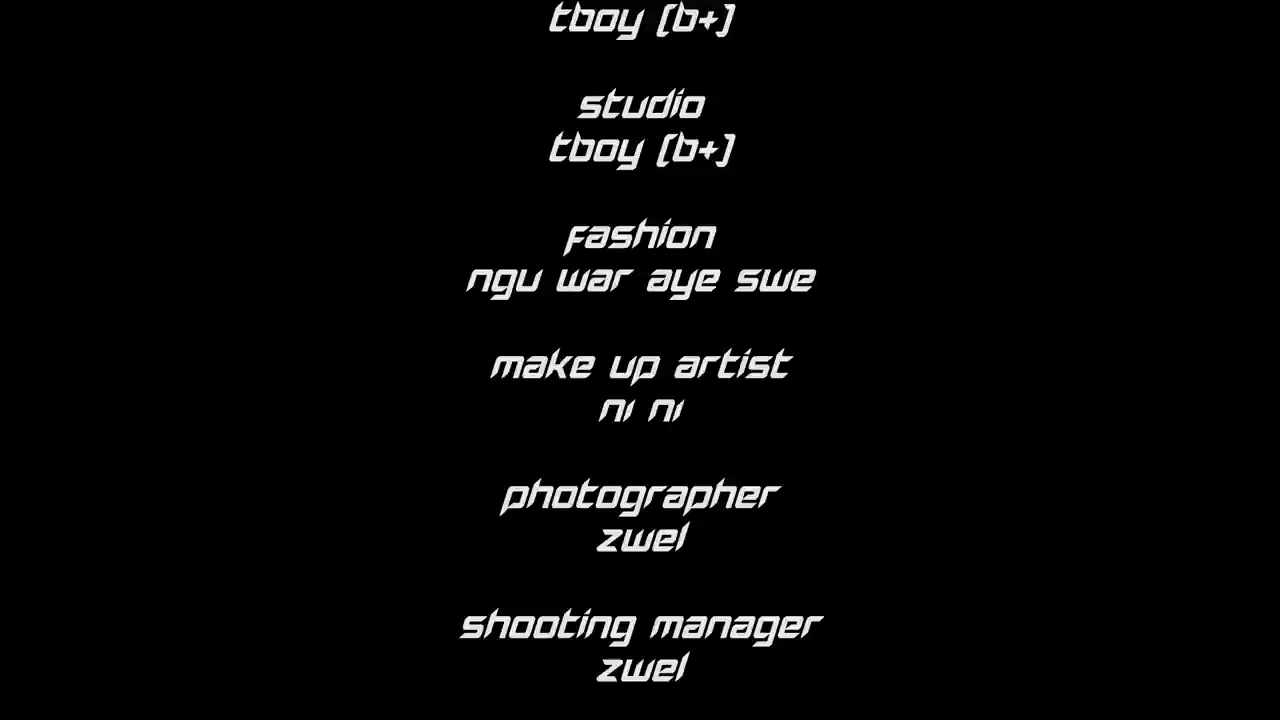 tboy (b+)
studio
tboy (b+)
fashion
ngu war aye swe
make up artist
ni ni
photographer
zwel
shooting manager
zwel